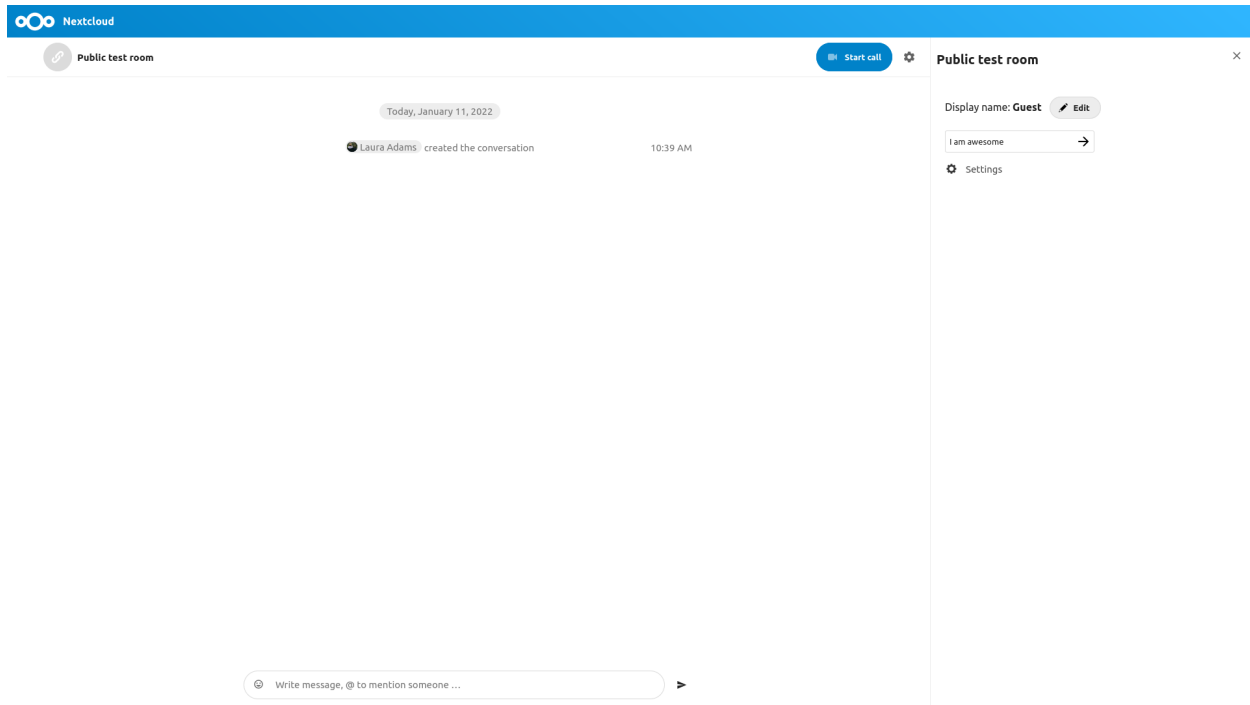 Nextcloud
Public test room
Start call
Today, January 11, 2022
Laura Adams created the conversation 10:39 AM
Write message, @ to mention someone ...
Public test room
Display name: Guest Edit
I am awesome
Settings